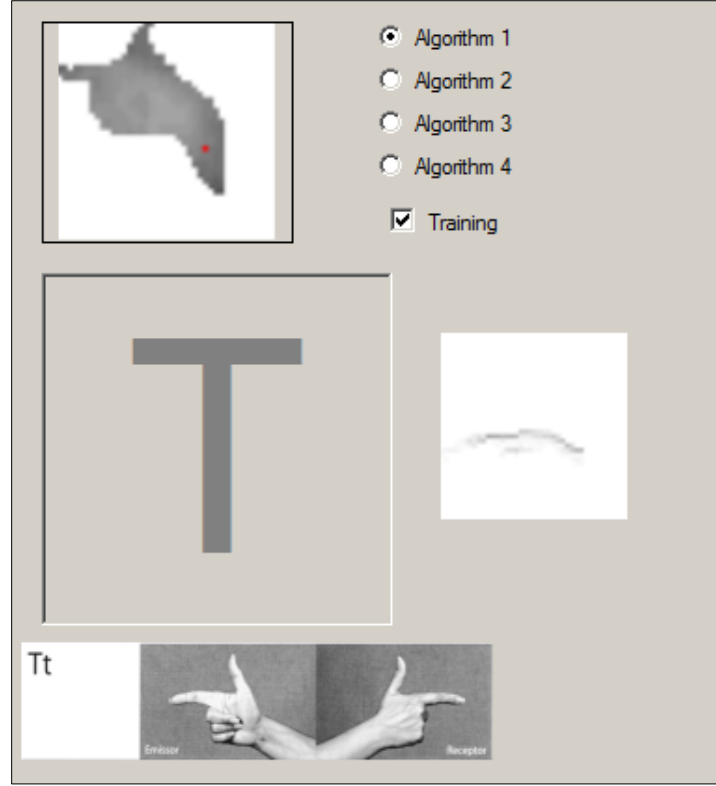 Algorithm 1
Algorithm 2
Algorithm 3
Algorithm 4
Training
T
Tt
Emissor
Receptor